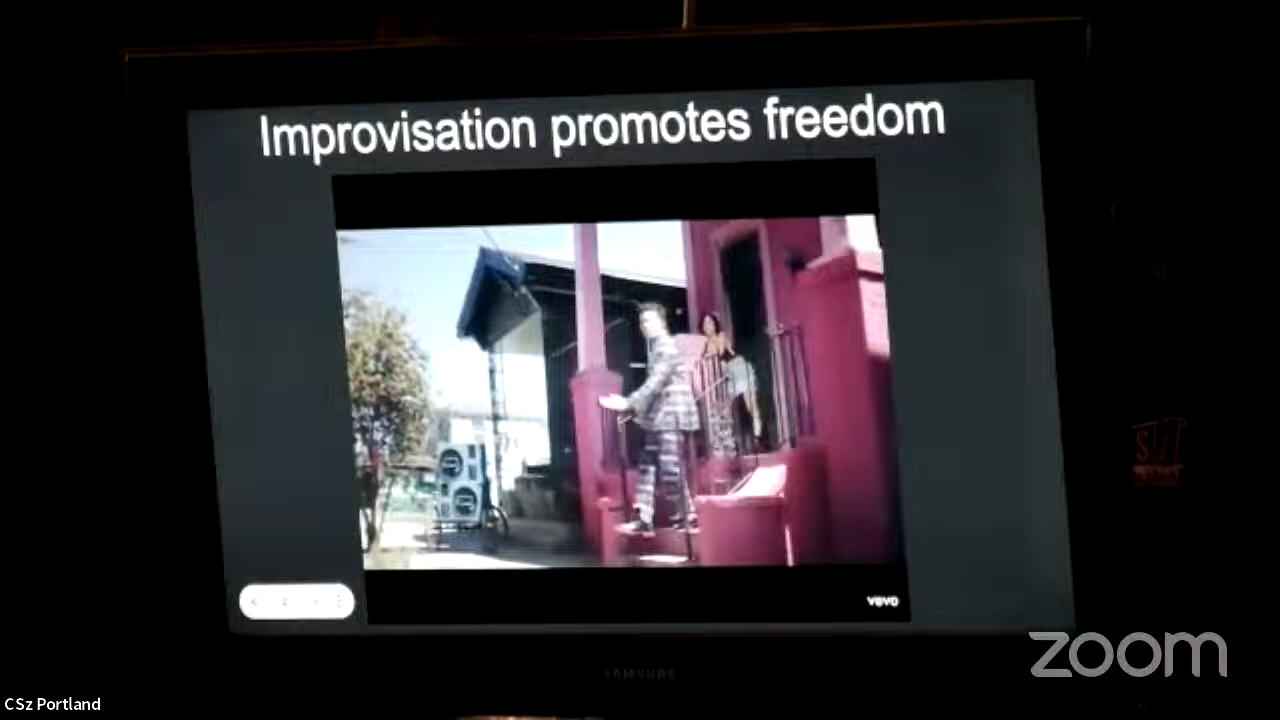 Improvisation promotes freedom
vevo
SAMSUNG
zoom
CSz Portland